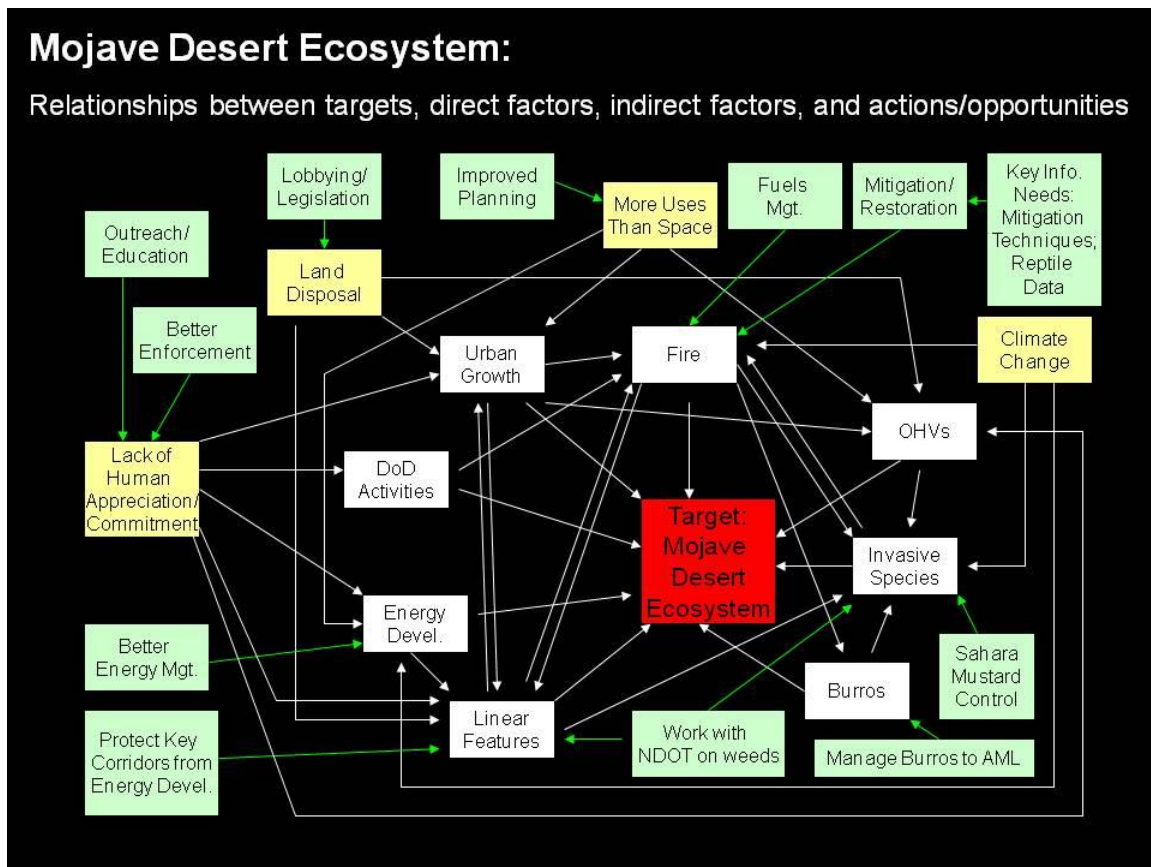 Mojave Desert Ecosystem:
Relationships between targets, direct factors, indirect factors, and actions/opportunities
Lobbying/
Legislation
Improved
Planning
More Uses
Than Space
Fuels
Mgt.
Mitigation/
Restoration
Key Info.
Needs:
Mitigation
Techniques;
Reptile
Data
Outreach/
Education
Land
Disposal
Better
Enforcement
Urban
Growth
Fire
Climate
Change
OHVs
Lack of
Human
Appreciation/
Commitment
DoD
Activities
Target:
Mojave
Desert
Ecosystem
Invasive
Species
Energy
Devel.
Better
Energy Mgt.
Sahara
Mustard
Control
Burros
Linear
Features
Protect Key
Corridors from
Energy Devel.
Work with
NDOT on weeds
Manage Burros to AML